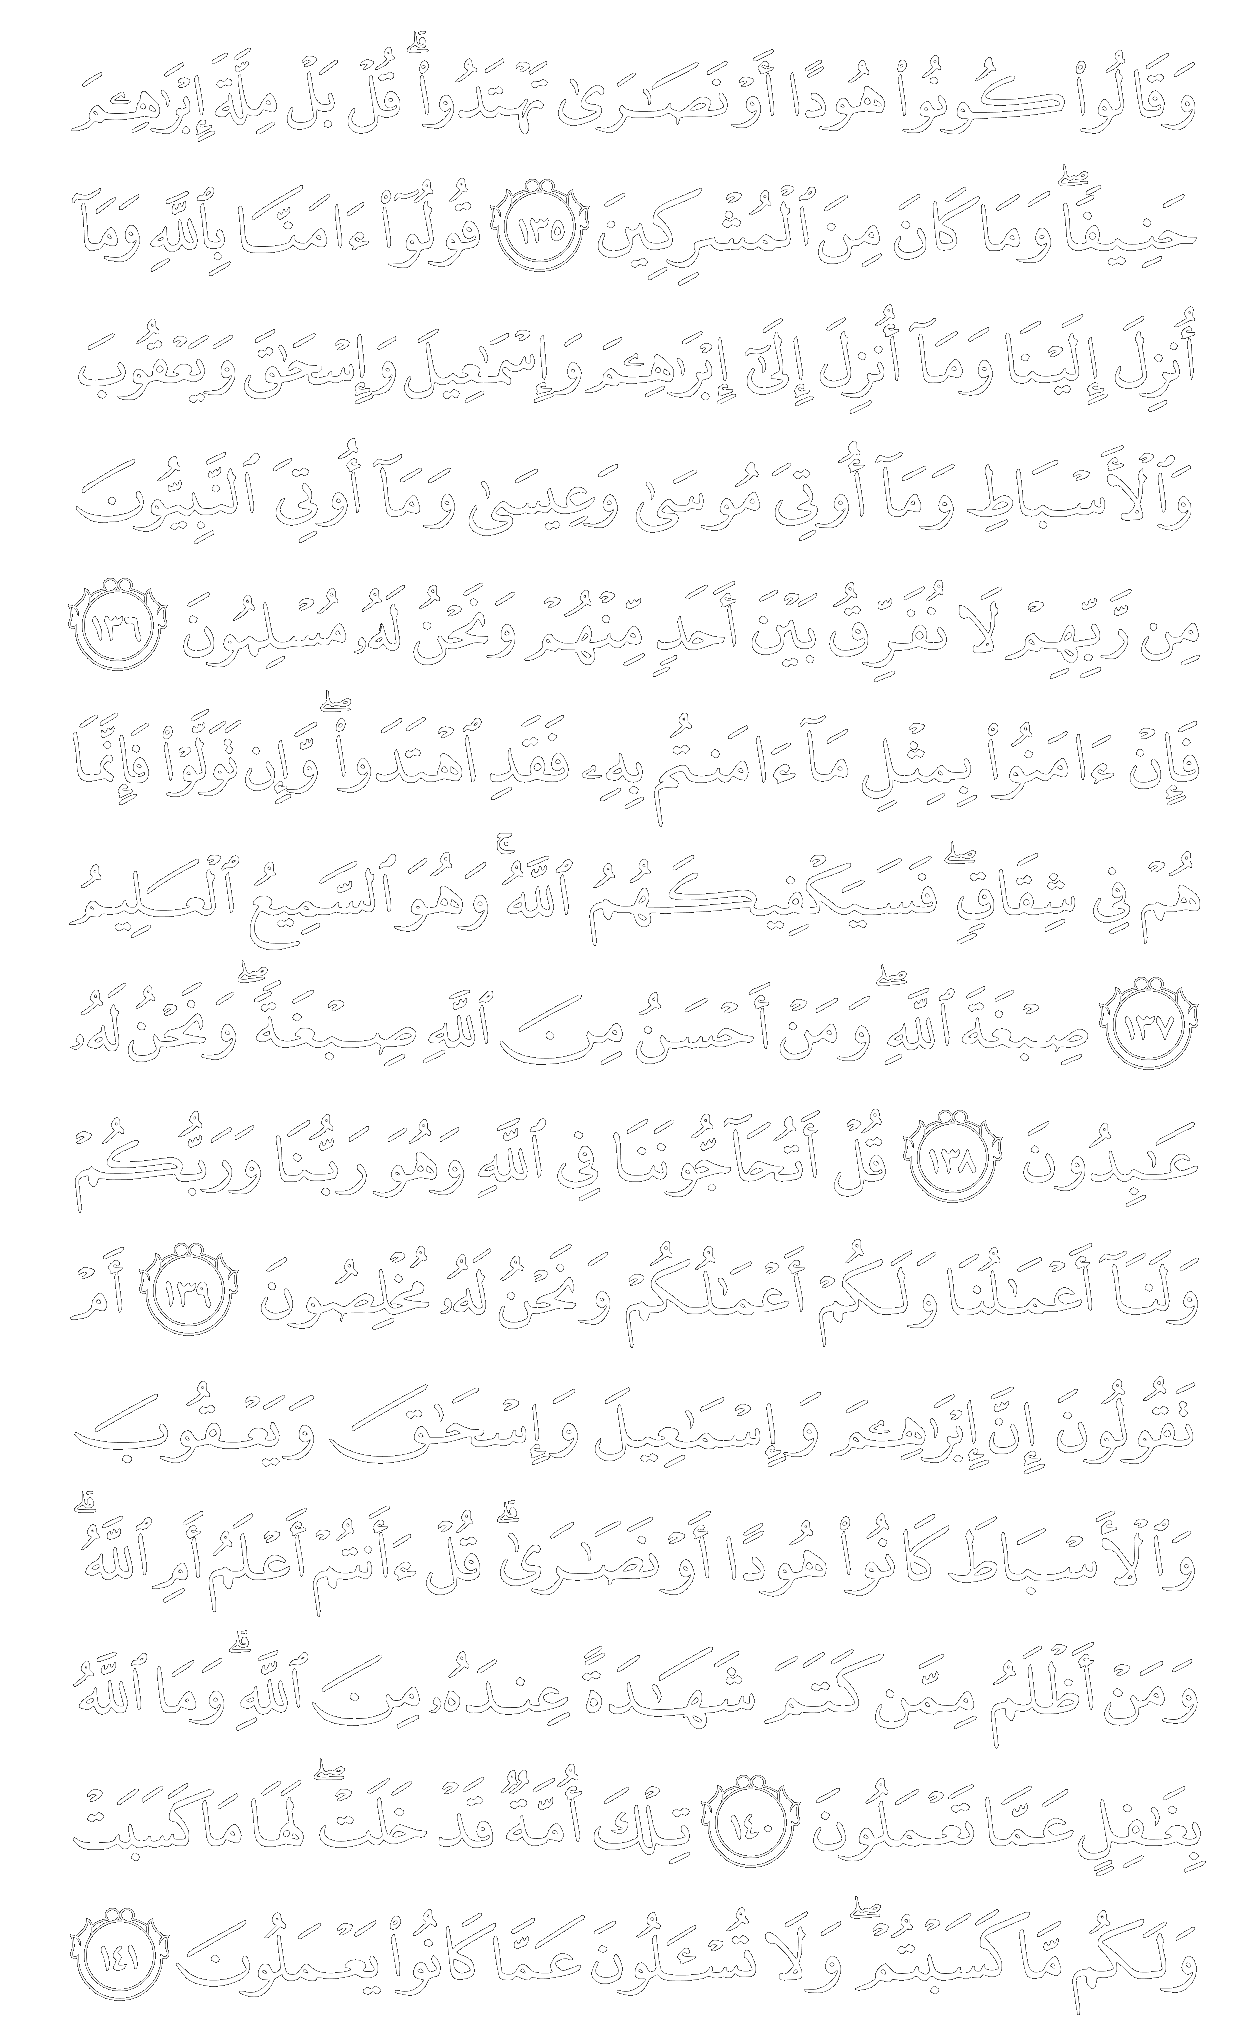 وَقَالُوا۟ كُونُوا۟ هُودًا أَوْ نَصَـٰرَىٰ تَهْتَدُوا۟ ۗ قُلْ بَلْ مِلَّةَ إِبْرَٰهِـۧمَ
حَنِيفًا ۖ وَمَا كَانَ مِنَ ٱلْمُشْرِكِينَ ١٣٥ قُولُوٓا۟ ءَامَنَّا بِٱللَّهِ وَمَآ
أُنزِلَ إِلَيْنَا وَمَآ أُنزِلَ إِلَىٰٓ إِبْرَٰهِـۧمَ وَإِسْمَـٰعِيلَ وَإِسْحَـٰقَ وَيَعْقُوبَ
وَٱلْأَسْبَاطِ وَمَآ أُوتِىَ مُوسَىٰ وَعِيسَىٰ وَمَآ أُوتِىَ ٱلنَّبِيُّونَ
مِن رَّبِّهِمْ لَا نُفَرِّقُ بَيْنَ أَحَدٍ مِّنْهُمْ وَنَحْنُ لَهُۥ مُسْلِمُونَ ١٣٦
فَإِنْ ءَامَنُوا۟ بِمِثْلِ مَآ ءَامَنتُم بِهِۦ فَقَدِ ٱهْتَدَوا۟ ۖ وَّإِن تَوَلَّوْا۟ فَإِنَّمَا
هُمْ فِى شِقَاقٍ ۖ فَسَيَكْفِيكَهُمُ ٱللَّهُ ۚ وَهُوَ ٱلسَّمِيعُ ٱلْعَلِيمُ
١٣٧ صِبْغَةَ ٱللَّهِ ۖ وَمَنْ أَحْسَنُ مِنَ ٱللَّهِ صِبْغَةً ۖ وَنَحْنُ لَهُۥ
عَـٰبِدُونَ ١٣٨ قُلْ أَتُحَآجُّونَنَا فِى ٱللَّهِ وَهُوَ رَبُّنَا وَرَبُّكُمْ
وَلَنَآ أَعْمَـٰلُنَا وَلَكُمْ أَعْمَـٰلُكُمْ وَنَحْنُ لَهُۥ مُخْلِصُونَ ١٣٩ أَمْ
تَقُولُونَ إِنَّ إِبْرَٰهِـۧمَ وَإِسْمَـٰعِيلَ وَإِسْحَـٰقَ وَيَعْقُوبَ
وَٱلْأَسْبَاطَ كَانُوا۟ هُودًا أَوْ نَصَـٰرَىٰ ۗ قُلْ ءَأَنتُمْ أَعْلَمُ أَمِ ٱللَّهُ ۗ
وَمَنْ أَظْلَمُ مِمَّن كَتَمَ شَهَـٰدَةً عِندَهُۥ مِنَ ٱللَّهِ ۗ وَمَا ٱللَّهُ
بِغَـٰفِلٍ عَمَّا تَعْمَلُونَ ١٤٠ تِلْكَ أُمَّةٌ قَدْ خَلَتْ ۖ لَهَا مَا كَسَبَتْ
وَلَكُم مَّا كَسَبْتُمْ ۖ وَلَا تُسْـَٔلُونَ عَمَّا كَانُوا۟ يَعْمَلُونَ ١٤١